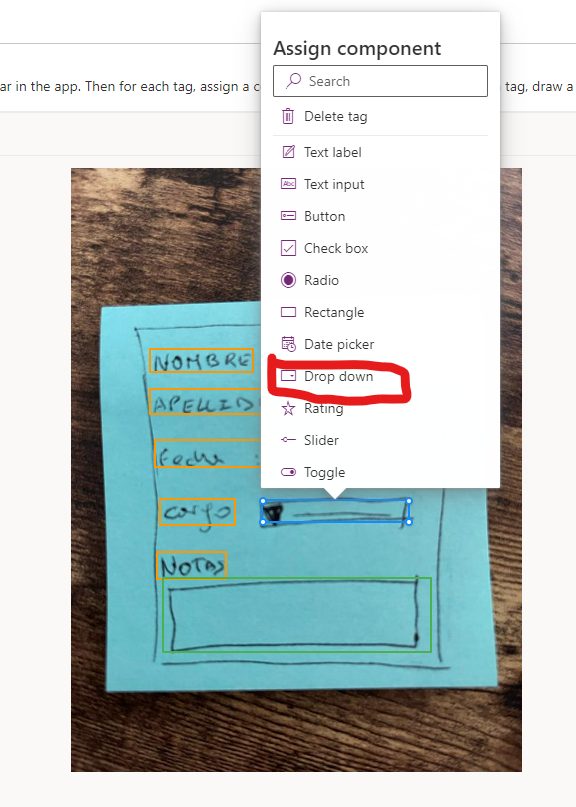 Assign component
Search
ar in the app. Then for each tag, assign a c
tag, draw a
Delete tag
Text label
Text input
Abc
Button
Check box
Radio
Rectangle
Date picker
Drop down
Rating
Slider
Toggle
NOMBRE
APELLID
Fecha :
Cargo
NOTAS